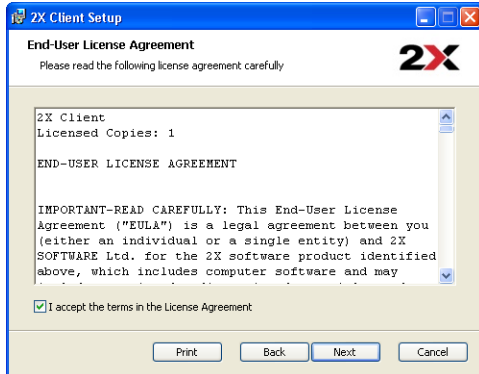 2X Client Setup
End-User License Agreement
Please read the following license agreement carefully
2X
2X Client
Licensed Copies: 1
END-USER LICENSE AGREEMENT
IMPORTANT-READ CAREFULLY: This End-User License
Agreement ("EULA") is a legal agreement between you
(either an individual or a single entity) and 2X
SOFTWARE Ltd. for the 2X software product identified
above, which includes computer software and may
I accept the terms in the License Agreement
Print Back Next Cancel